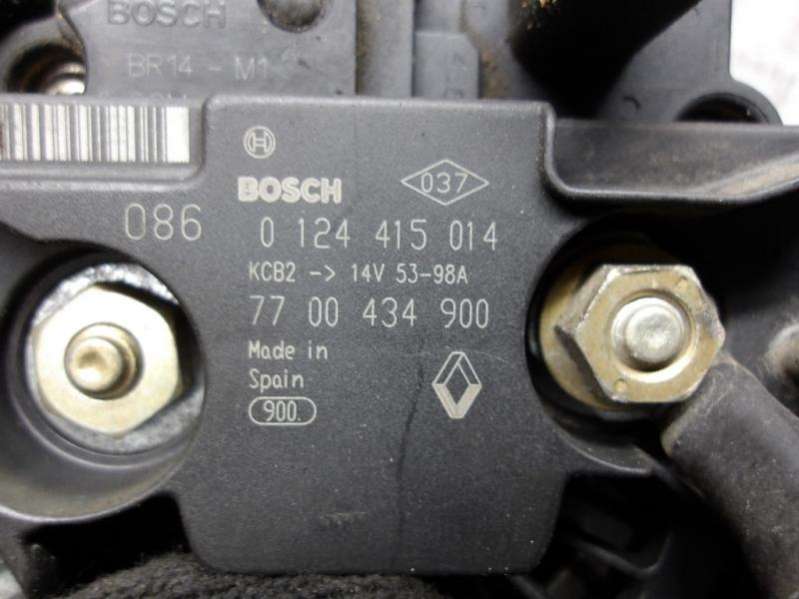 BOSCH
BR14-M1
BOSCH
037
086
0 124 415 014
KCB2 -> 14V 53-98A
77 00 434 900
Made in
Spain
900.